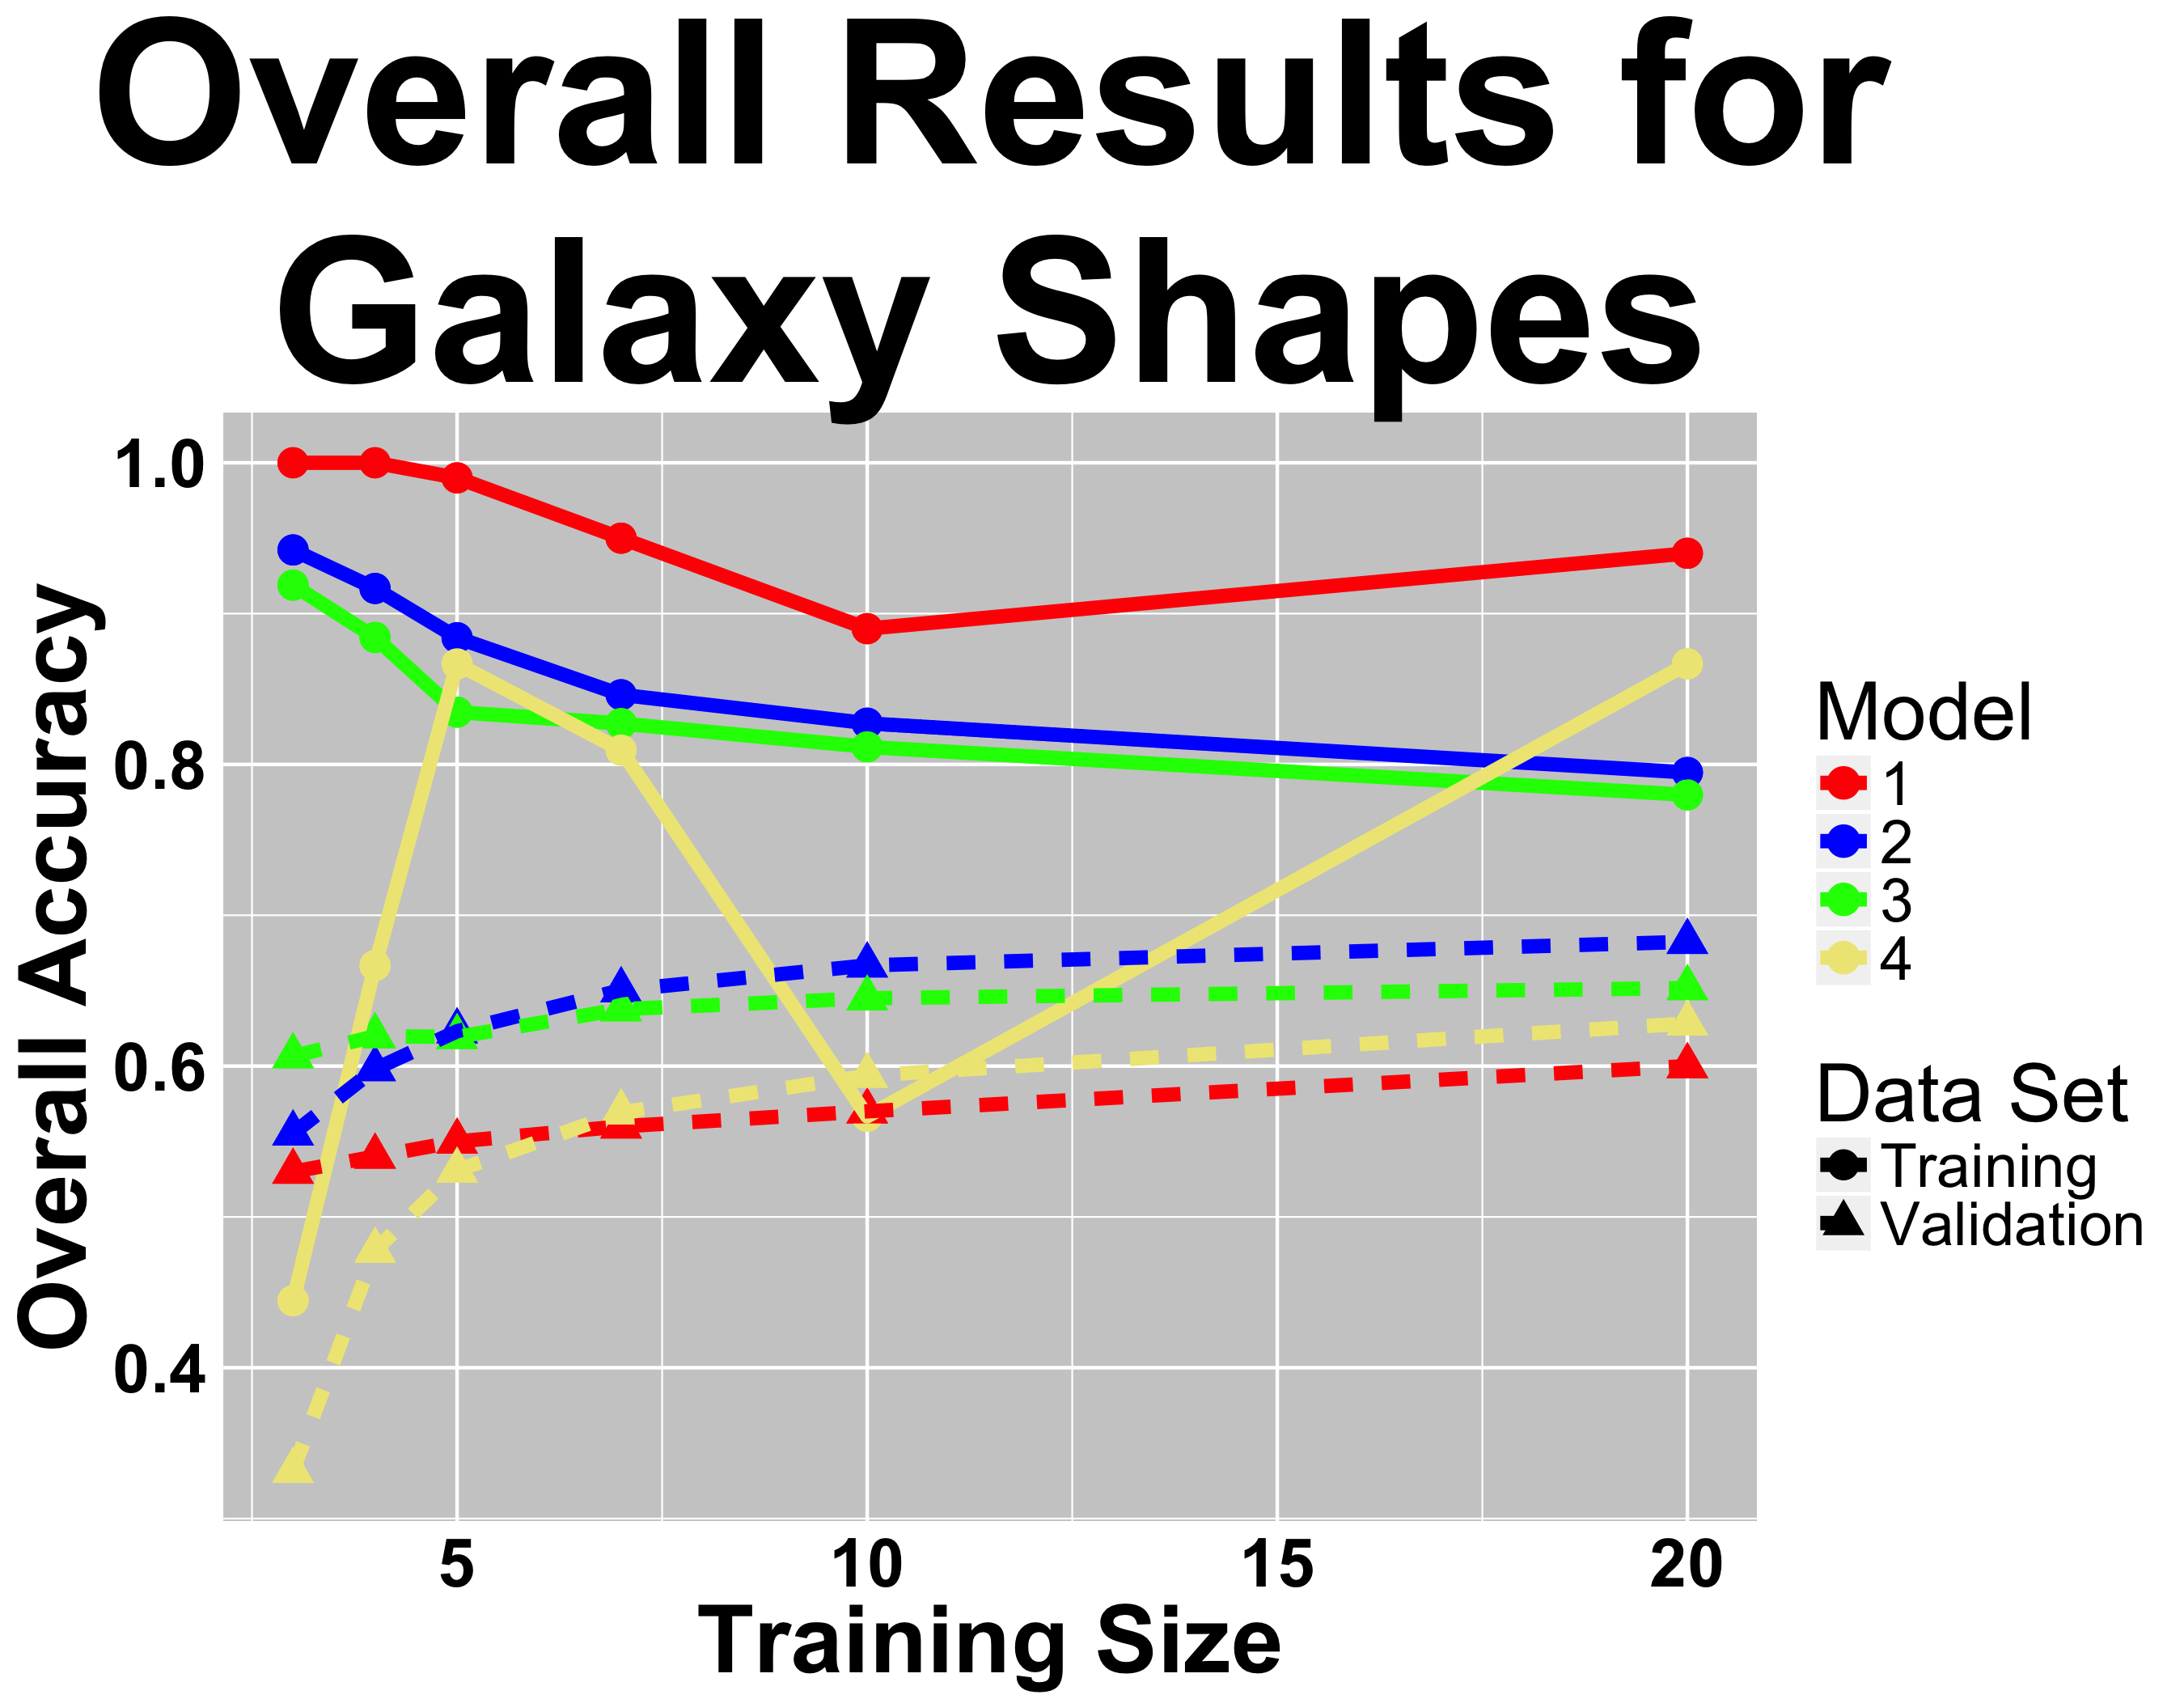 Overall Results for
Galaxy Shapes
Overall Accuracy
1.0
0.8
0.6
0.4
5 10 15 20
Training Size
Model
1
2
3
4
Data Set
Training
Validation